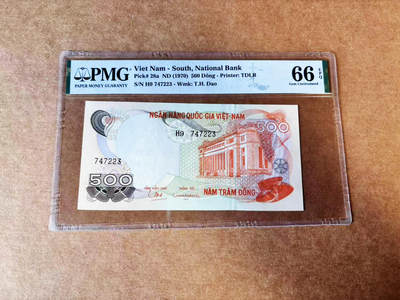 PMG
PAPER MONEY GUARANTY
Viet Nam - South, National Bank
Pick# 28a ND (1970) 500 Dông - Printer: TDLR
S/N H9 747223 - Wmk: T.H. Dao
66 EPQ
Gem Uncirculated
NGÂN HÀNG QUỐC GIA VIỆT-NAM
500
H9 747223
747223
500
NĂM TRĂM ĐỒNG